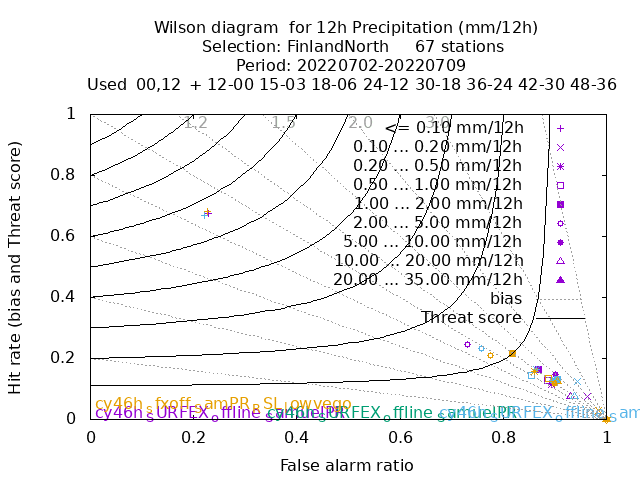 Wilson diagram  for 12h Precipitation (mm/12h)
Selection: FinlandNorth     67 stations
Period: 20220702-20220709
Used  00,12  + 12-00 15-03 18-06 24-12 30-18 36-24 42-30 48-36
1.2 1.5 2.0 3.0
<= 0.10 mm/12h
0.10 ... 0.20 mm/12h
0.20 ... 0.50 mm/12h
0.50 ... 1.00 mm/12h
1.00 ... 2.00 mm/12h
2.00 ... 5.00 mm/12h
5.00 ... 10.00 mm/12h
10.00 ... 20.00 mm/12h
20.00 ... 35.00 mm/12h
bias
Threat score
1
0.8
0.6
0.4
0.2
0
Hit rate (bias and Threat score)
0 0.2 0.4 0.6 0.8 1
False alarm ratio